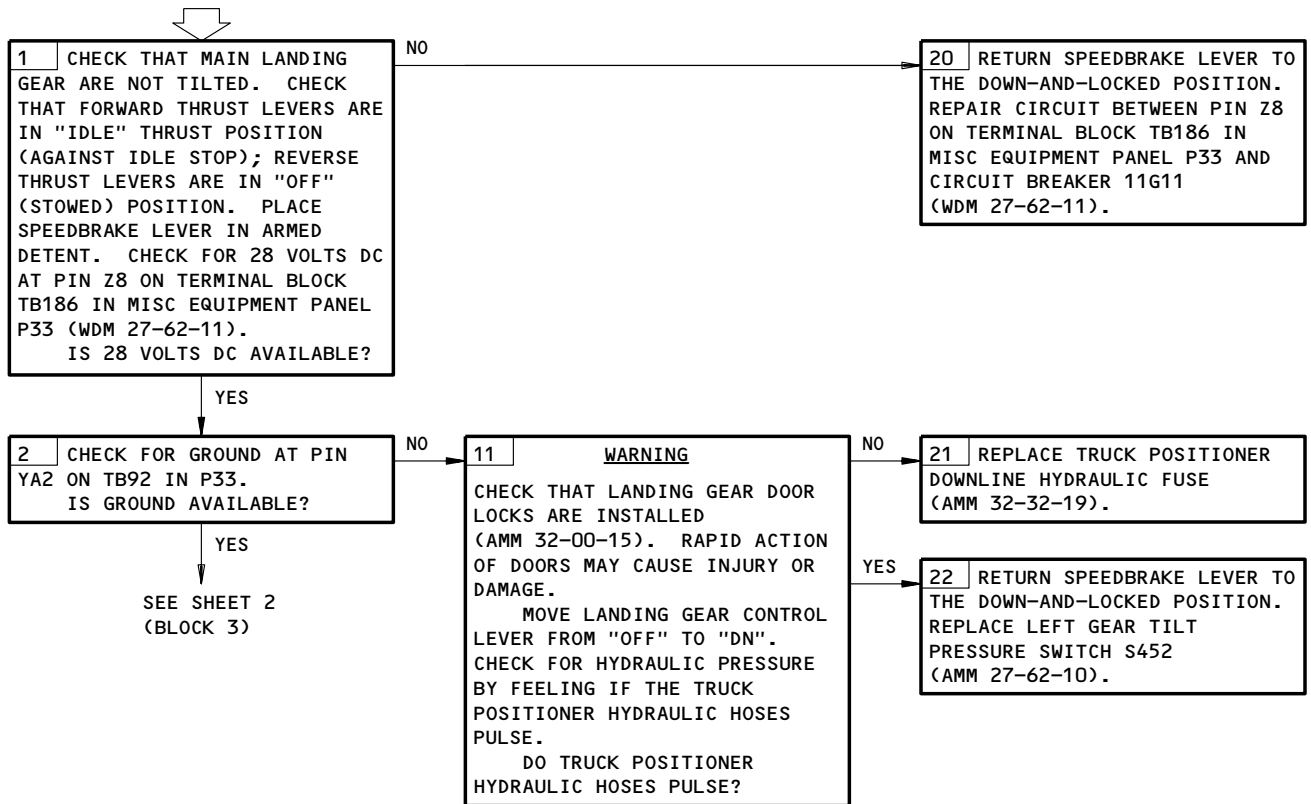 1 CHECK THAT MAIN LANDING
GEAR ARE NOT TILTED. CHECK
THAT FORWARD THRUST LEVERS ARE
IN "IDLE" THRUST POSITION
(AGAINST IDLE STOP); REVERSE
THRUST LEVERS ARE IN "OFF"
(STOWED) POSITION. PLACE
SPEEDBRAKE LEVER IN ARMED
DETENT. CHECK FOR 28 VOLTS DC
AT PIN Z8 ON TERMINAL BLOCK
TB186 IN MISC EQUIPMENT PANEL
P33 (WDM 27-62-11).
IS 28 VOLTS DC AVAILABLE?
NO
20 RETURN SPEEDBRAKE LEVER TO
THE DOWN-AND-LOCKED POSITION.
REPAIR CIRCUIT BETWEEN PIN Z8
ON TERMINAL BLOCK TB186 IN
MISC EQUIPMENT PANEL P33 AND
CIRCUIT BREAKER 11G11
(WDM 27-62-11).
YES
2 CHECK FOR GROUND AT PIN
YA2 ON TB92 IN P33.
IS GROUND AVAILABLE?
NO
YES
SEE SHEET 2
(BLOCK 3)
11 WARNING
CHECK THAT LANDING GEAR DOOR
LOCKS ARE INSTALLED
(AMM 32-00-15). RAPID ACTION
OF DOORS MAY CAUSE INJURY OR
DAMAGE.
MOVE LANDING GEAR CONTROL
LEVER FROM "OFF" TO "DN".
CHECK FOR HYDRAULIC PRESSURE
BY FEELING IF THE TRUCK
POSITIONER HYDRAULIC HOSES
PULSE.
DO TRUCK POSITIONER
HYDRAULIC HOSES PULSE?
NO
21 REPLACE TRUCK POSITIONER
DOWNLINE HYDRAULIC FUSE
(AMM 32-32-19).
YES
22 RETURN SPEEDBRAKE LEVER TO
THE DOWN-AND-LOCKED POSITION.
REPLACE LEFT GEAR TILT
PRESSURE SWITCH S452
(AMM 27-62-10).